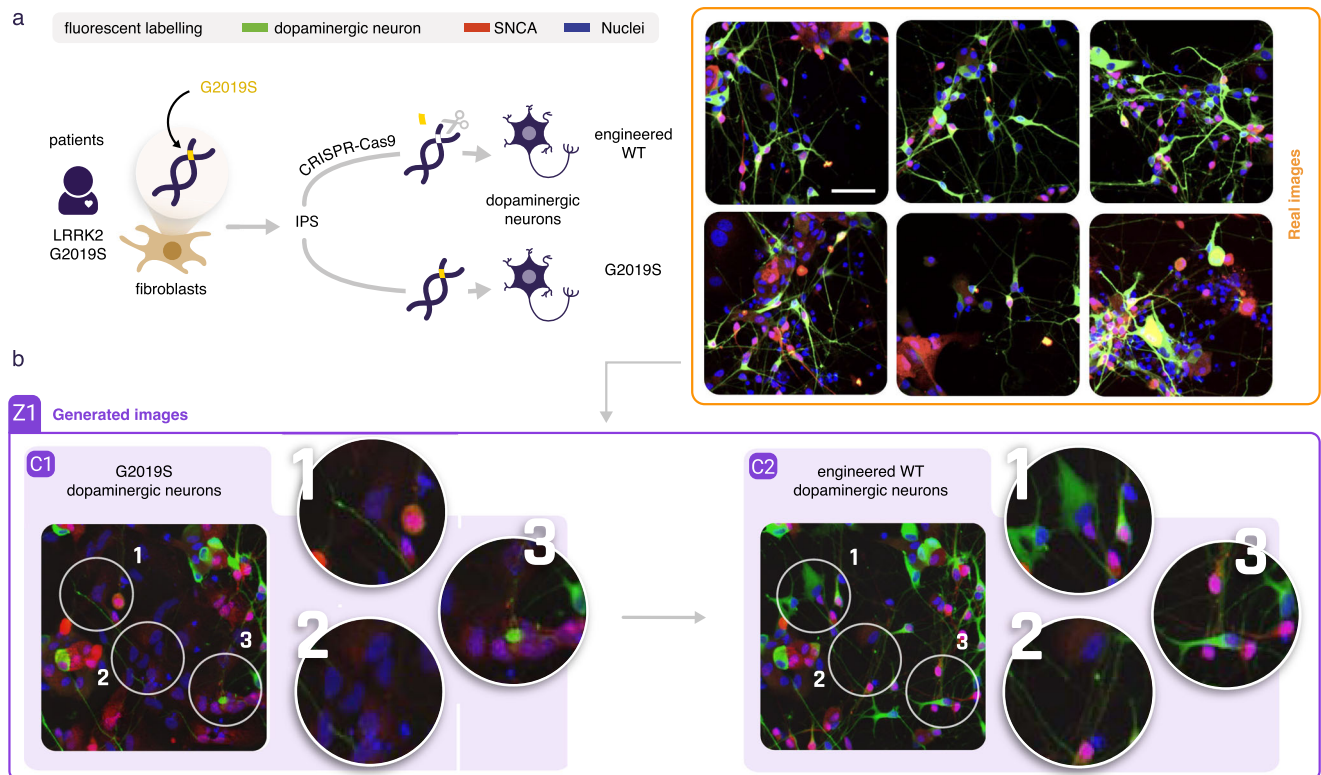 a
fluorescent labelling
dopaminergic neuron
SNCA
Nuclei
G2019S
patients
LRRK2
G2019S
fibroblasts
IPS
CRISPR-Cas9
engineered
WT
dopaminergic
neurons
G2019S
Real images
b
Z1
Generated images
C1
G2019S
dopaminergic neurons
1
2
3
1
2
3
C2
engineered WT
dopaminergic neurons
1
2
3
1
2
3